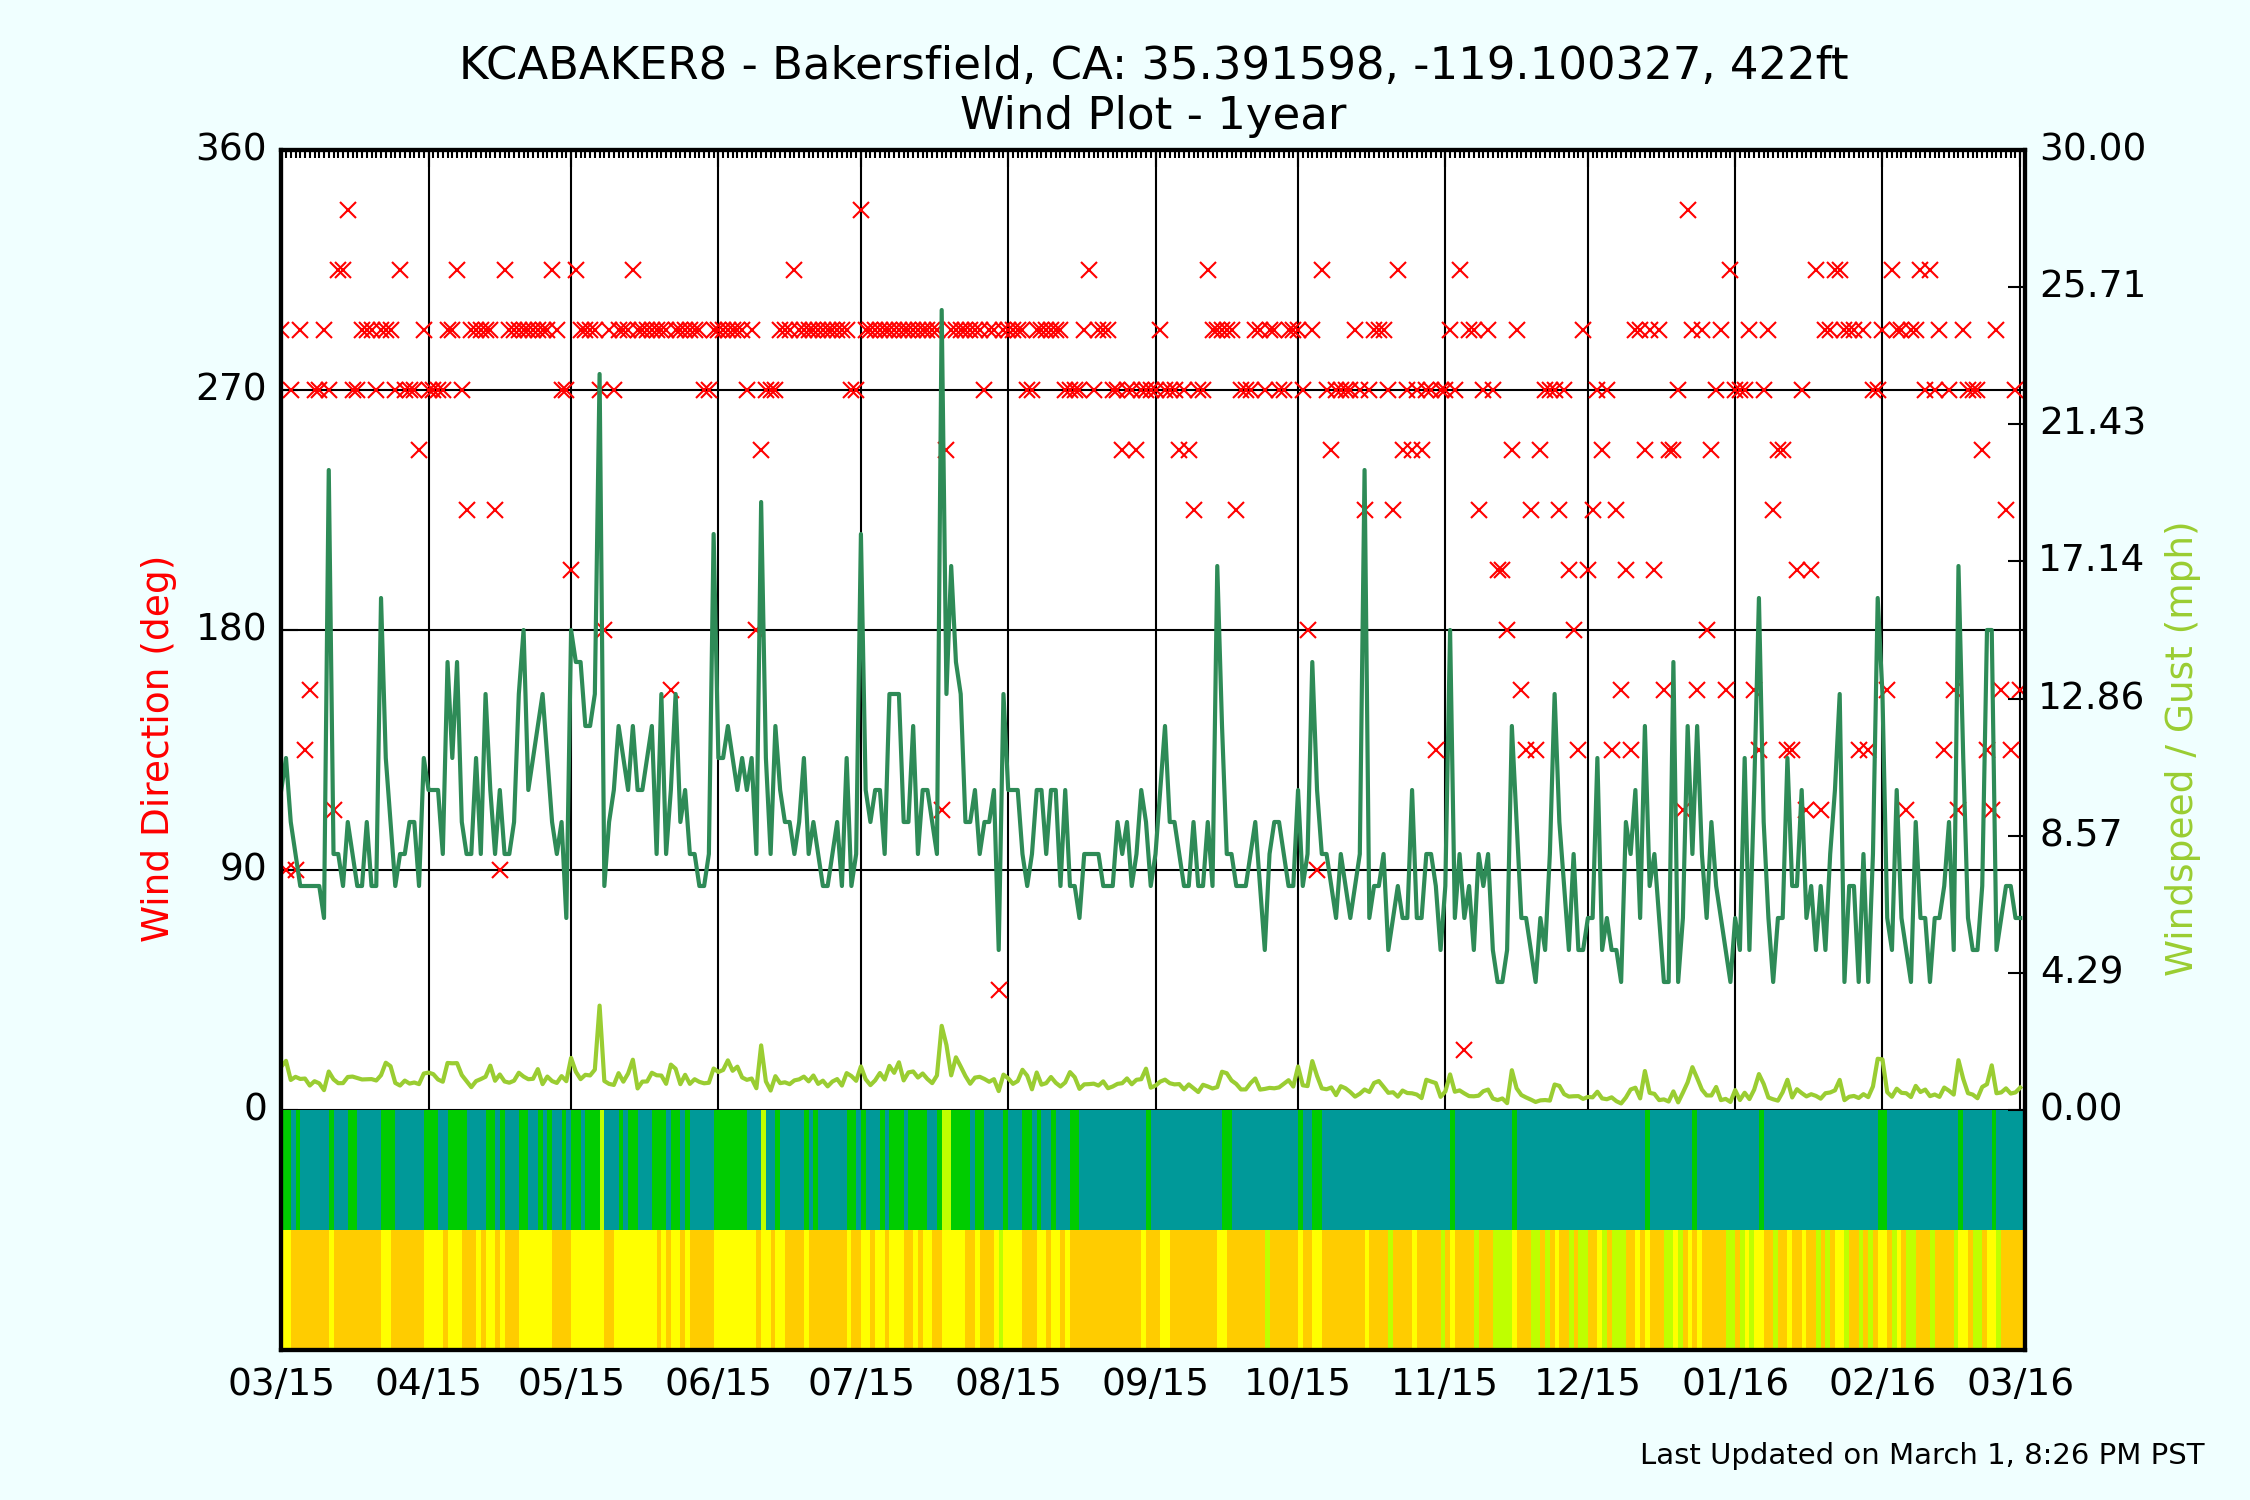 KCABAKER8 - Bakersfield, CA: 35.391598, -119.100327, 422ft
Wind Plot - 1year
360
270
180
90
0
Wind Direction (deg)
30.00
25.71
21.43
17.14
12.86
8.57
4.29
0.00
Windspeed / Gust (mph)
03/15 04/15 05/15 06/15 07/15 08/15 09/15 10/15 11/15 12/15 01/16 02/16 03/16
Last Updated on March 1, 8:26 PM PST